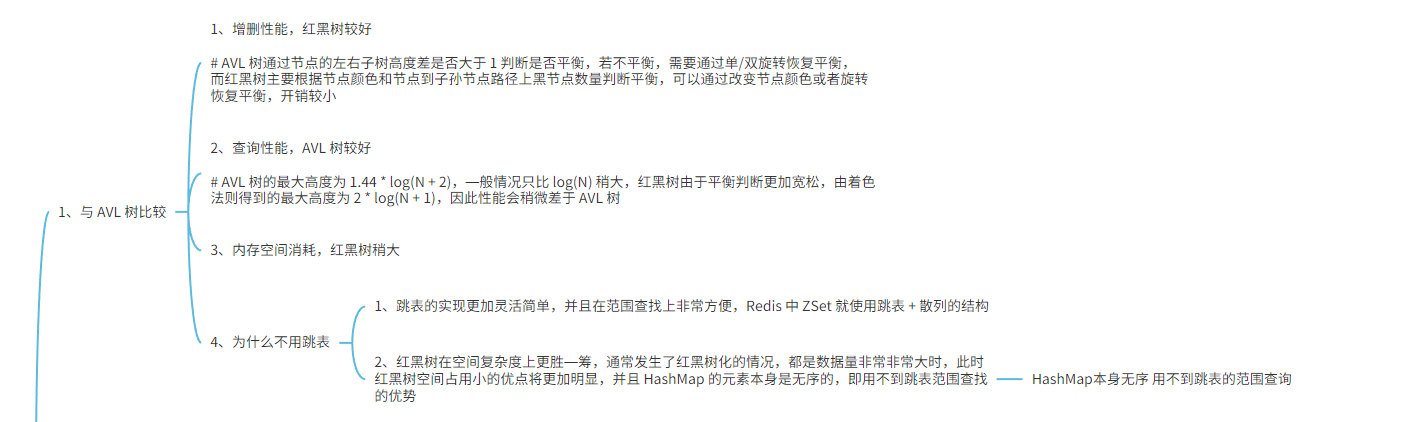 1、增删性能，红黑树较好
# AVL 树通过节点的左右子树高度差是否大于 1 判断是否平衡，若不平衡，需要通过单/双旋转恢复平衡，
而红黑树主要根据节点颜色和节点到子孙节点路径上黑节点数量判断平衡，可以通过改变节点颜色或者旋转
恢复平衡，开销较小
2、查询性能，AVL 树较好
# AVL 树的最大高度为 1.44 * log(N + 2)，一般情况只比 log(N) 稍大，红黑树由于平衡判断更加宽松，由着色
法则得到的最大高度为 2 * log(N + 1)，因此性能会稍微差于 AVL 树
1、与 AVL 树比较
3、内存空间消耗，红黑树稍大
4、为什么不用跳表
1、跳表的实现更加灵活简单，并且在范围查找上非常方便，Redis 中 ZSet 就使用跳表 + 散列的结构
2、红黑树在空间复杂度上更胜一筹，通常发生了红黑树化的情况，都是数据量非常非常大时，此时
红黑树空间占用小的优点将更加明显，并且 HashMap 的元素本身是无序的，即用不到跳表范围查找
的优势
HashMap本身无序 用不到跳表的范围查询